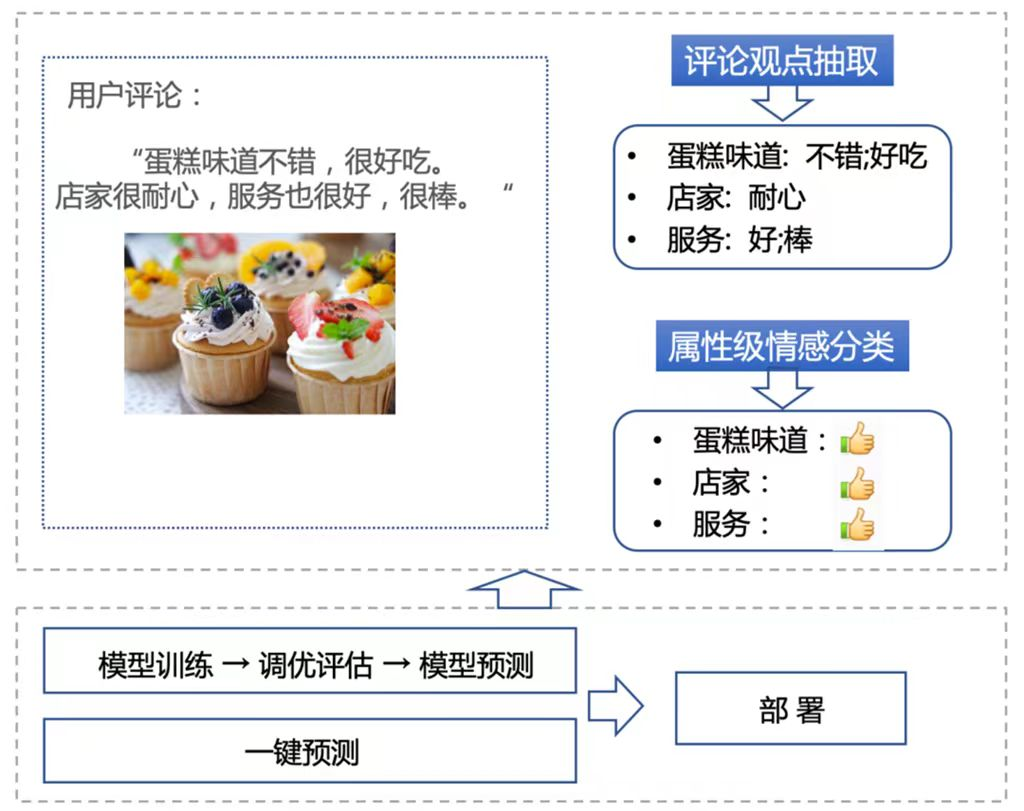 用户评论：
“蛋糕味道不错，很好吃。
店家很耐心，服务也很好，很棒。 “
评论观点抽取
• 蛋糕味道: 不错;好吃
• 店家: 耐心
• 服务: 好;棒
属性级情感分类
• 蛋糕味道：
• 店家：
• 服务：
模型训练 → 调优评估 → 模型预测
一键预测
部 署